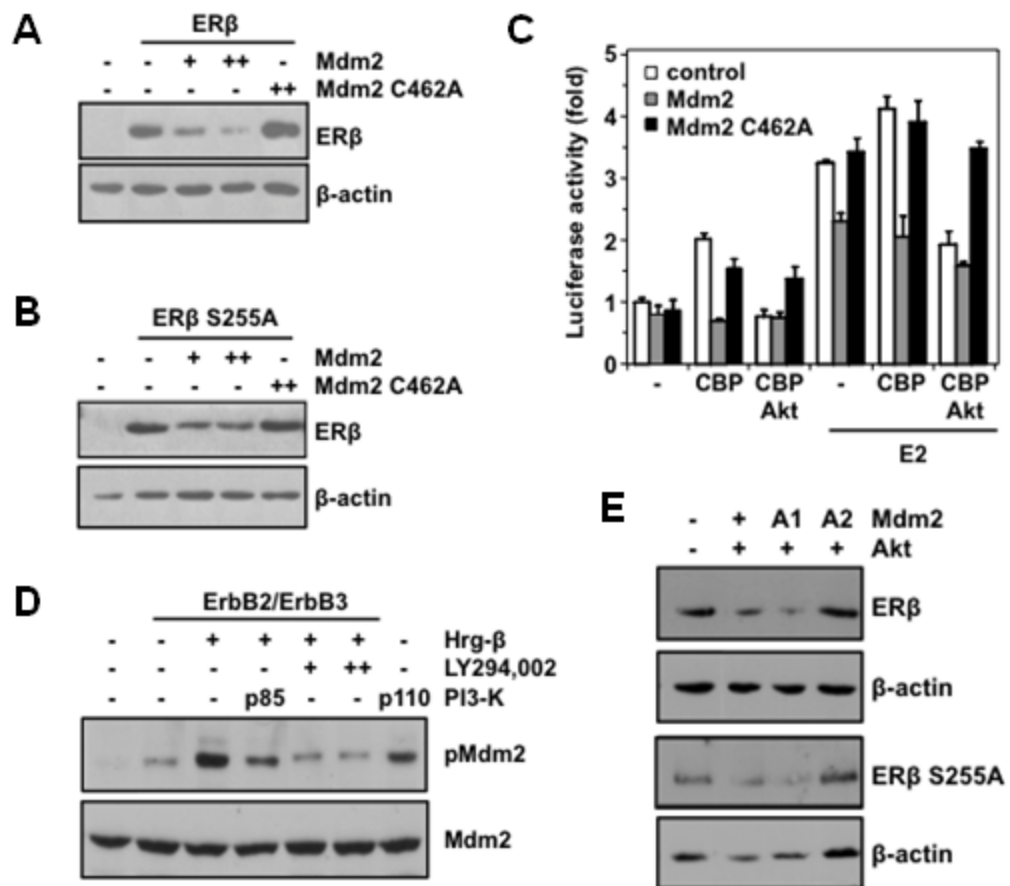 A
ERβ
- - + ++ - Mdm2
- - - - ++ Mdm2 C462A
ERβ
β-actin
B
ERβ S255A
- - + ++ - Mdm2
- - - - ++ Mdm2 C462A
ERβ
β-actin
C
Luciferase activity (fold)
5
4
3
2
1
0
control
Mdm2
Mdm2 C462A
- CBP CBP - CBP CBP
Akt Akt
E2
D
ErbB2/ErbB3
- - + + + + - Hrg-β
- - - - + ++ - LY294,002
- - - p85 - - p110 PI3-K
pMdm2
Mdm2
E
- + A1 A2 Mdm2
- + + + Akt
ERβ
β-actin
ERβ S255A
β-actin